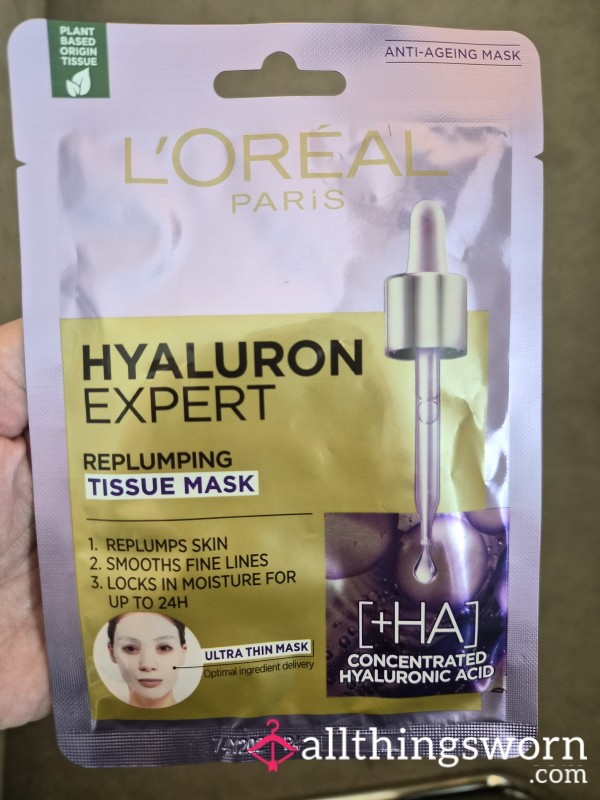 PLANT
BASED
ORIGIN
TISSUE
ANTI-AGEING MASK
L'ORÉAL
PARiS
HYALURON
EXPERT
REPLUMPING
TISSUE MASK
1. REPLUMPS SKIN
2. SMOOTHS FINE LINES
3. LOCKS IN MOISTURE FOR
UP TO 24H
ULTRA THIN MASK
Optimal ingredient delivery
[+HA]
CONCENTRATED
HYALURONIC ACID
allthingsworn
.com